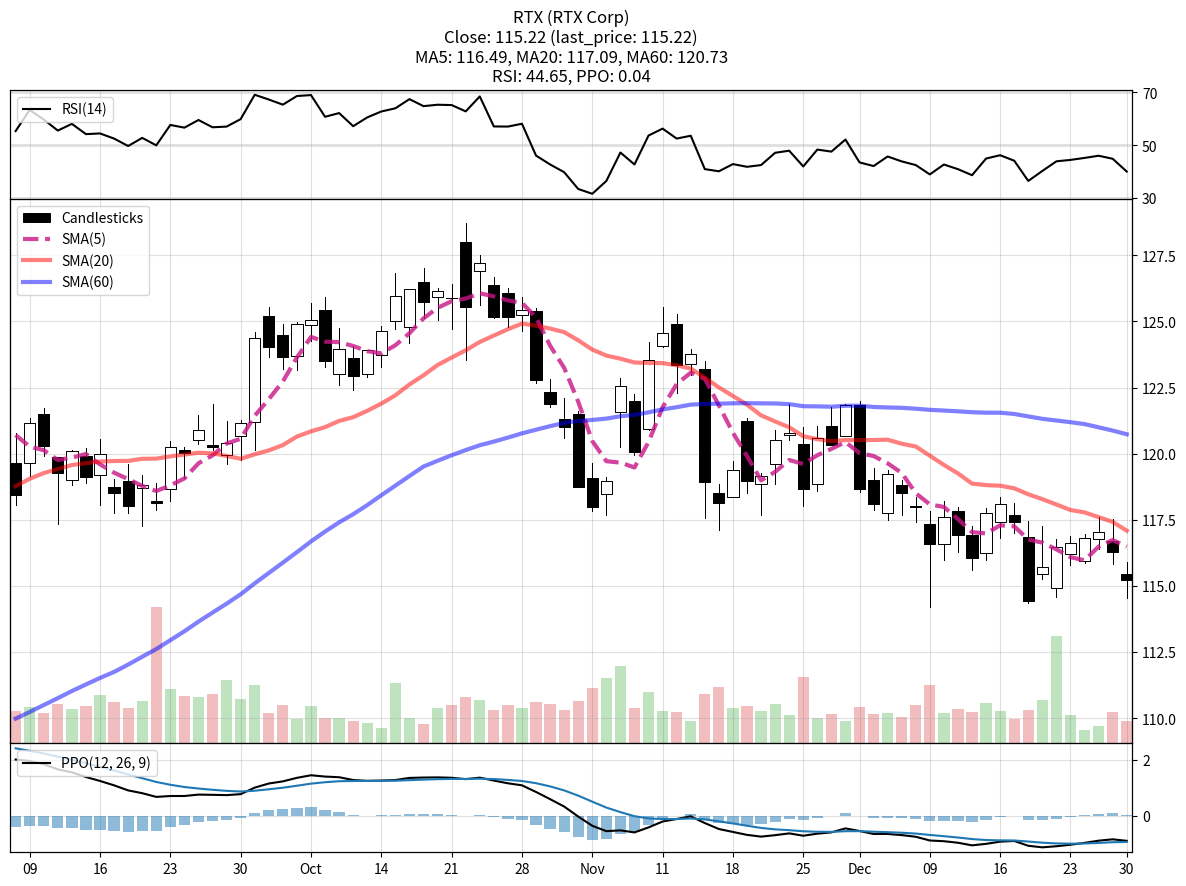 RTX (RTX Corp)
Close: 115.22 (last_price: 115.22)
MA5: 116.49, MA20: 117.09, MA60: 120.73
RSI: 44.65, PPO: 0.04
RSI(14)
70
50
30
Candlesticks
SMA(5)
SMA(20)
SMA(60)
127.5
125.0
122.5
120.0
117.5
115.0
112.5
110.0
PPO(12, 26, 9)
2
0
09 16 23 30 Oct 14 21 28 Nov 11 18 25 Dec 09 16 23 30